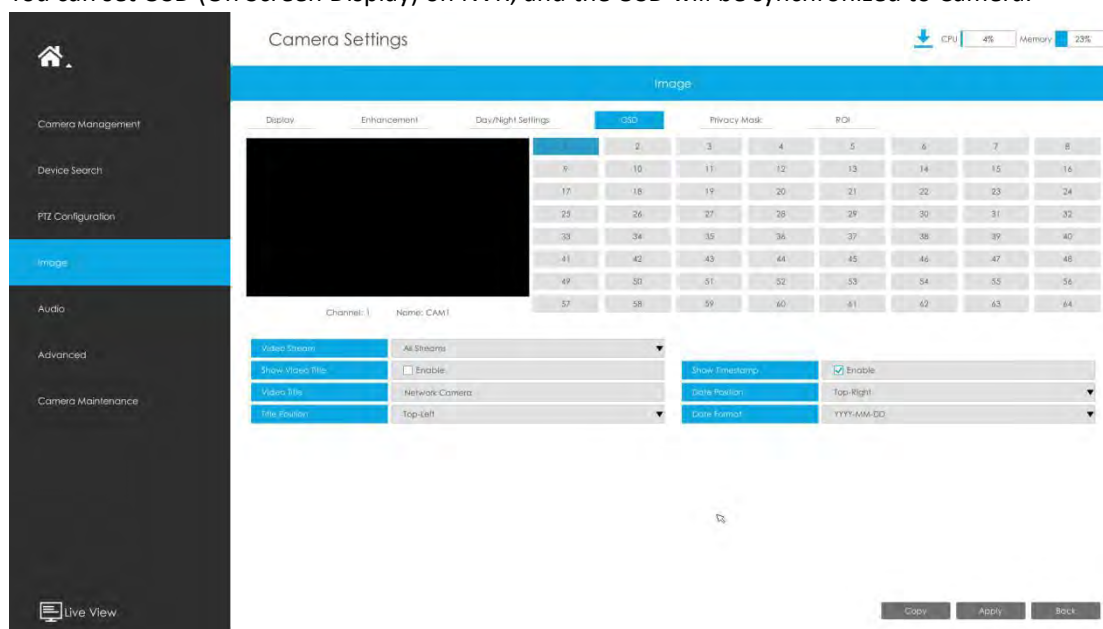 You can set OSD (On Screen Display) on NVR, and the OSD will be synchronized to Camera.
Camera Settings
CPU 4% Memory 23%
Image
Camera Management
Device Search
PTZ Configuration
Image
Audio
Advanced
Camera Maintenance
Live View
Display Enhancement Day/Night Settings OSD Privacy Mask ROI
1 2 3 4 5 6 7 8
9 10 11 12 13 14 15 16
17 18 19 20 21 22 23 24
25 26 27 28 29 30 31 32
33 34 35 36 37 38 39 40
41 42 43 44 45 46 47 48
49 50 51 52 53 54 55 56
57 58 59 60 61 62 63 64
Channel: 1 Name: CAM1
Video Stream All Streams
Show Video Title Enable Show Timestamp Enable
Video Title Network Camera Date Position Top-Right
Title Position Top-Left Date Format YYYY-MM-DD
Copy Apply Back